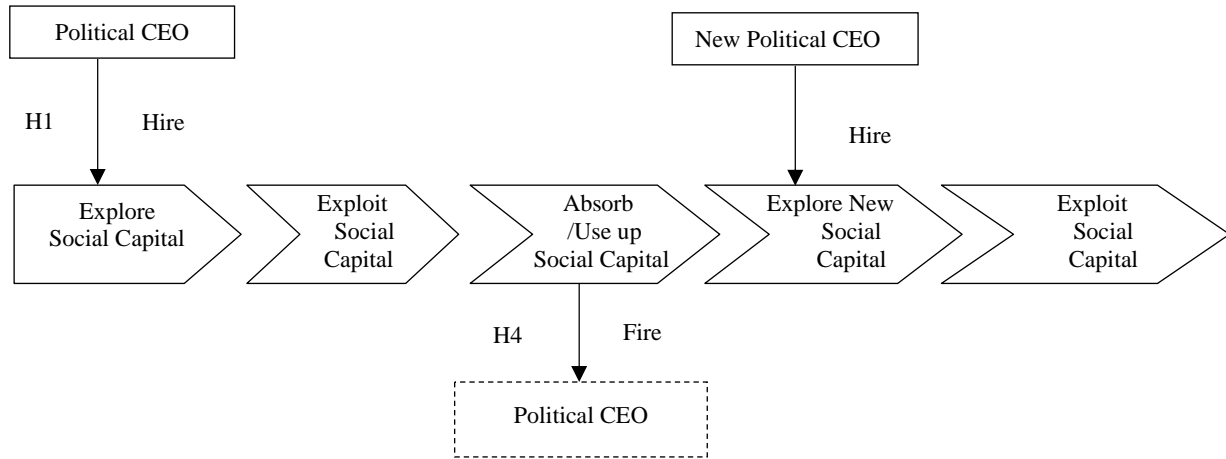 Political CEO
New Political CEO
H1
Hire
Hire
Explore
Social Capital
Exploit
Social
Capital
Absorb
/Use up
Social Capital
Explore New
Social
Capital
Exploit
Social
Capital
H4
Fire
Political CEO